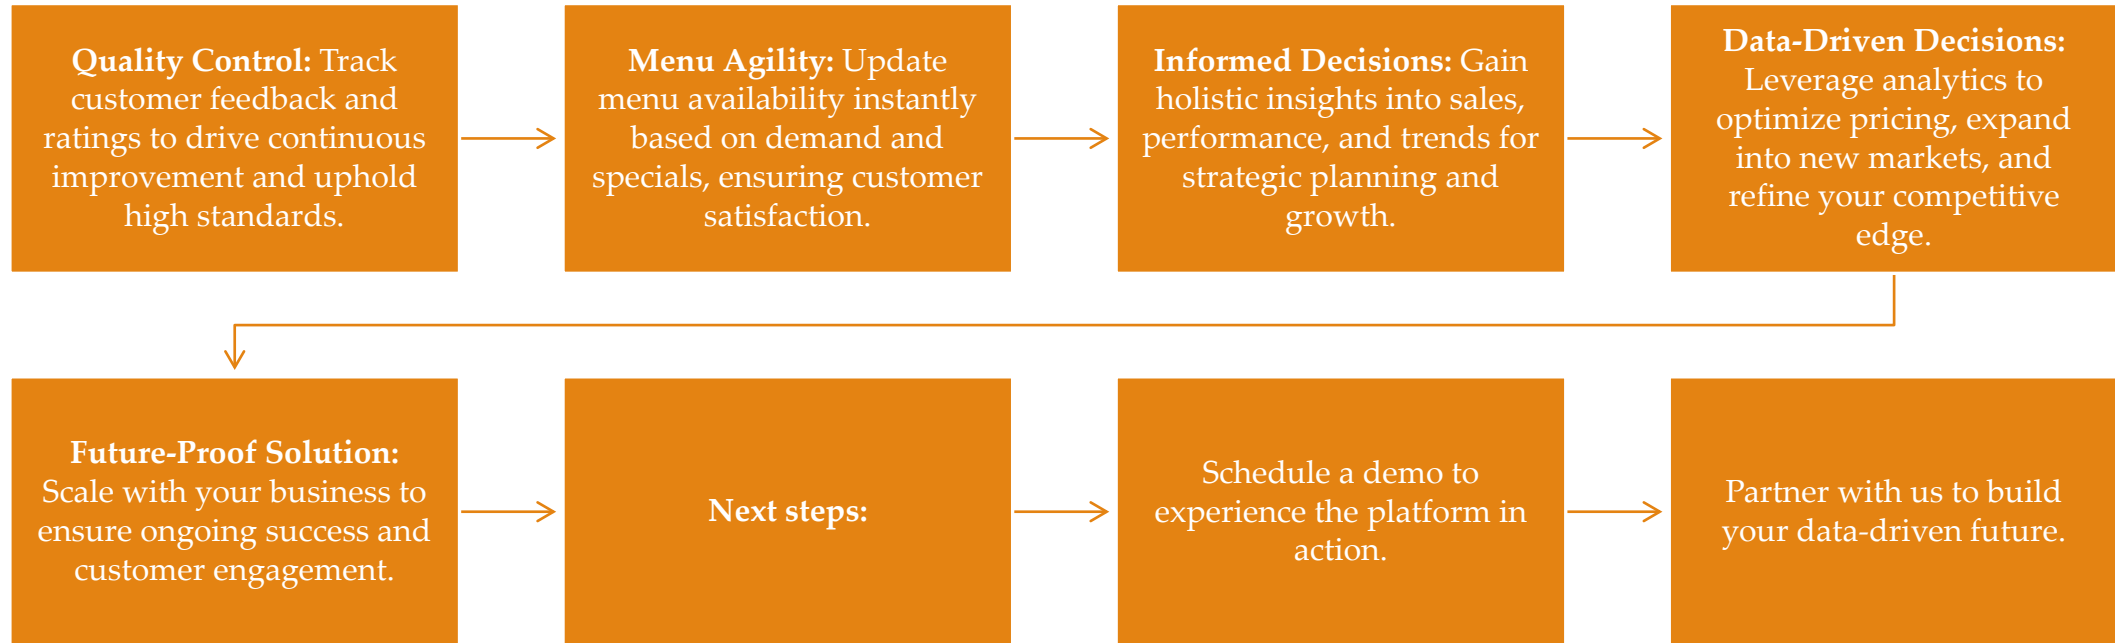 Quality Control: Track
customer feedback and
ratings to drive continuous
improvement and uphold
high standards.
Menu Agility: Update
menu availability instantly
based on demand and
specials, ensuring customer
satisfaction.
Informed Decisions: Gain
holistic insights into sales,
performance, and trends for
strategic planning and
growth.
Data-Driven Decisions:
Leverage analytics to
optimize pricing, expand
into new markets, and
refine your competitive
edge.
Future-Proof Solution:
Scale with your business to
ensure ongoing success and
customer engagement.
Next steps:
Schedule a demo to
experience the platform in
action.
Partner with us to build
your data-driven future.